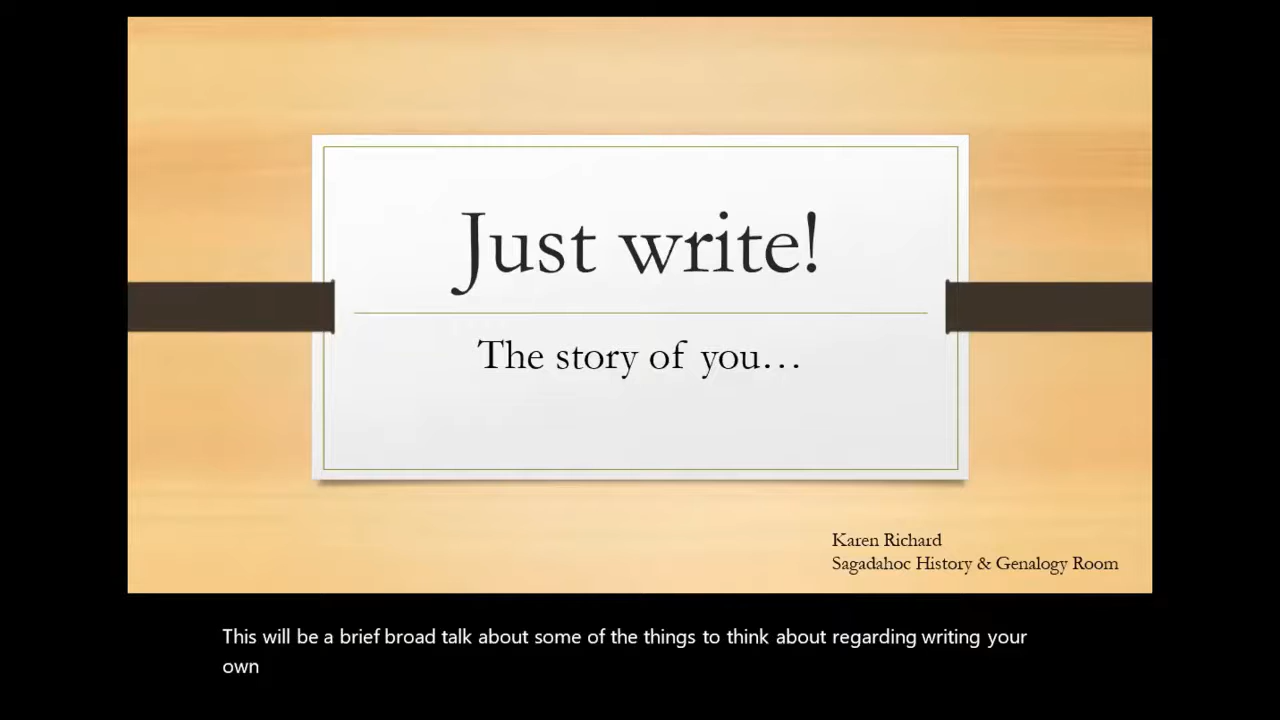 Just write!
The story of you…
Karen Richard
Sagadahoc History & Genalogy Room
This will be a brief broad talk about some of the things to think about regarding writing your
own